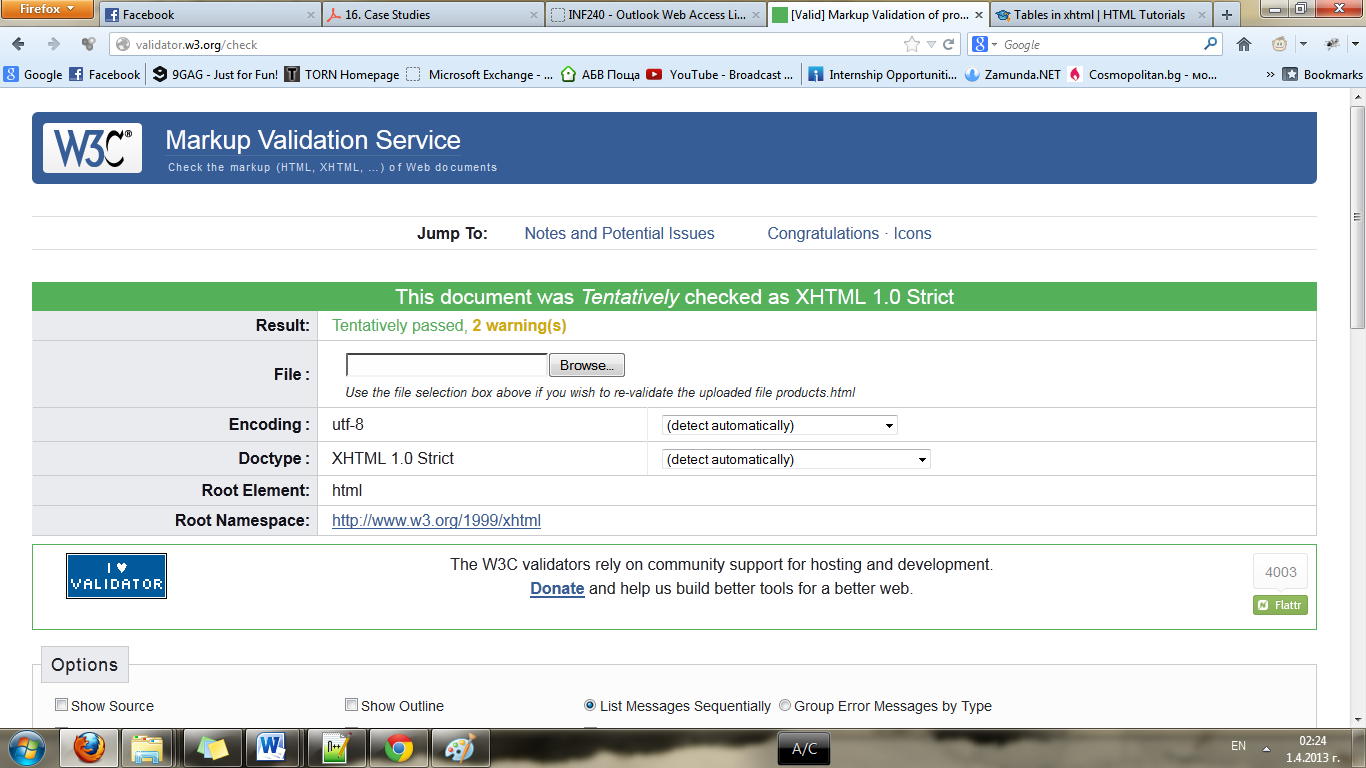 Firefox
Facebook
16. Case Studies
INF240 - Outlook Web Access Li...
[Valid] Markup Validation of pro...
Tables in xhtml | HTML Tutorials
validator.w3.org/check
Google
Google
Facebook
9GAG - Just for Fun!
TORN Homepage
Microsoft Exchange - ...
АБВ Поща
YouTube - Broadcast ...
Internship Opportuniti...
Zamunda.NET
Cosmopolitan.bg - мо...
»
Bookmarks
W3C®
Markup Validation Service
Check the markup (HTML, XHTML, ...) of Web documents
Jump To: Notes and Potential Issues Congratulations · Icons
This document was Tentatively checked as XHTML 1.0 Strict
Result: Tentatively passed, 2 warning(s)
File : Browse...
Use the file selection box above if you wish to re-validate the uploaded file products.html
Encoding : utf-8 (detect automatically)
Doctype : XHTML 1.0 Strict (detect automatically)
Root Element: html
Root Namespace: http://www.w3.org/1999/xhtml
I ♥
VALIDATOR
The W3C validators rely on community support for hosting and development.
Donate and help us build better tools for a better web.
4003
Flattr
Options
Show Source Show Outline List Messages Sequentially Group Error Messages by Type
A/C
EN
02:24
1.4.2013 г.